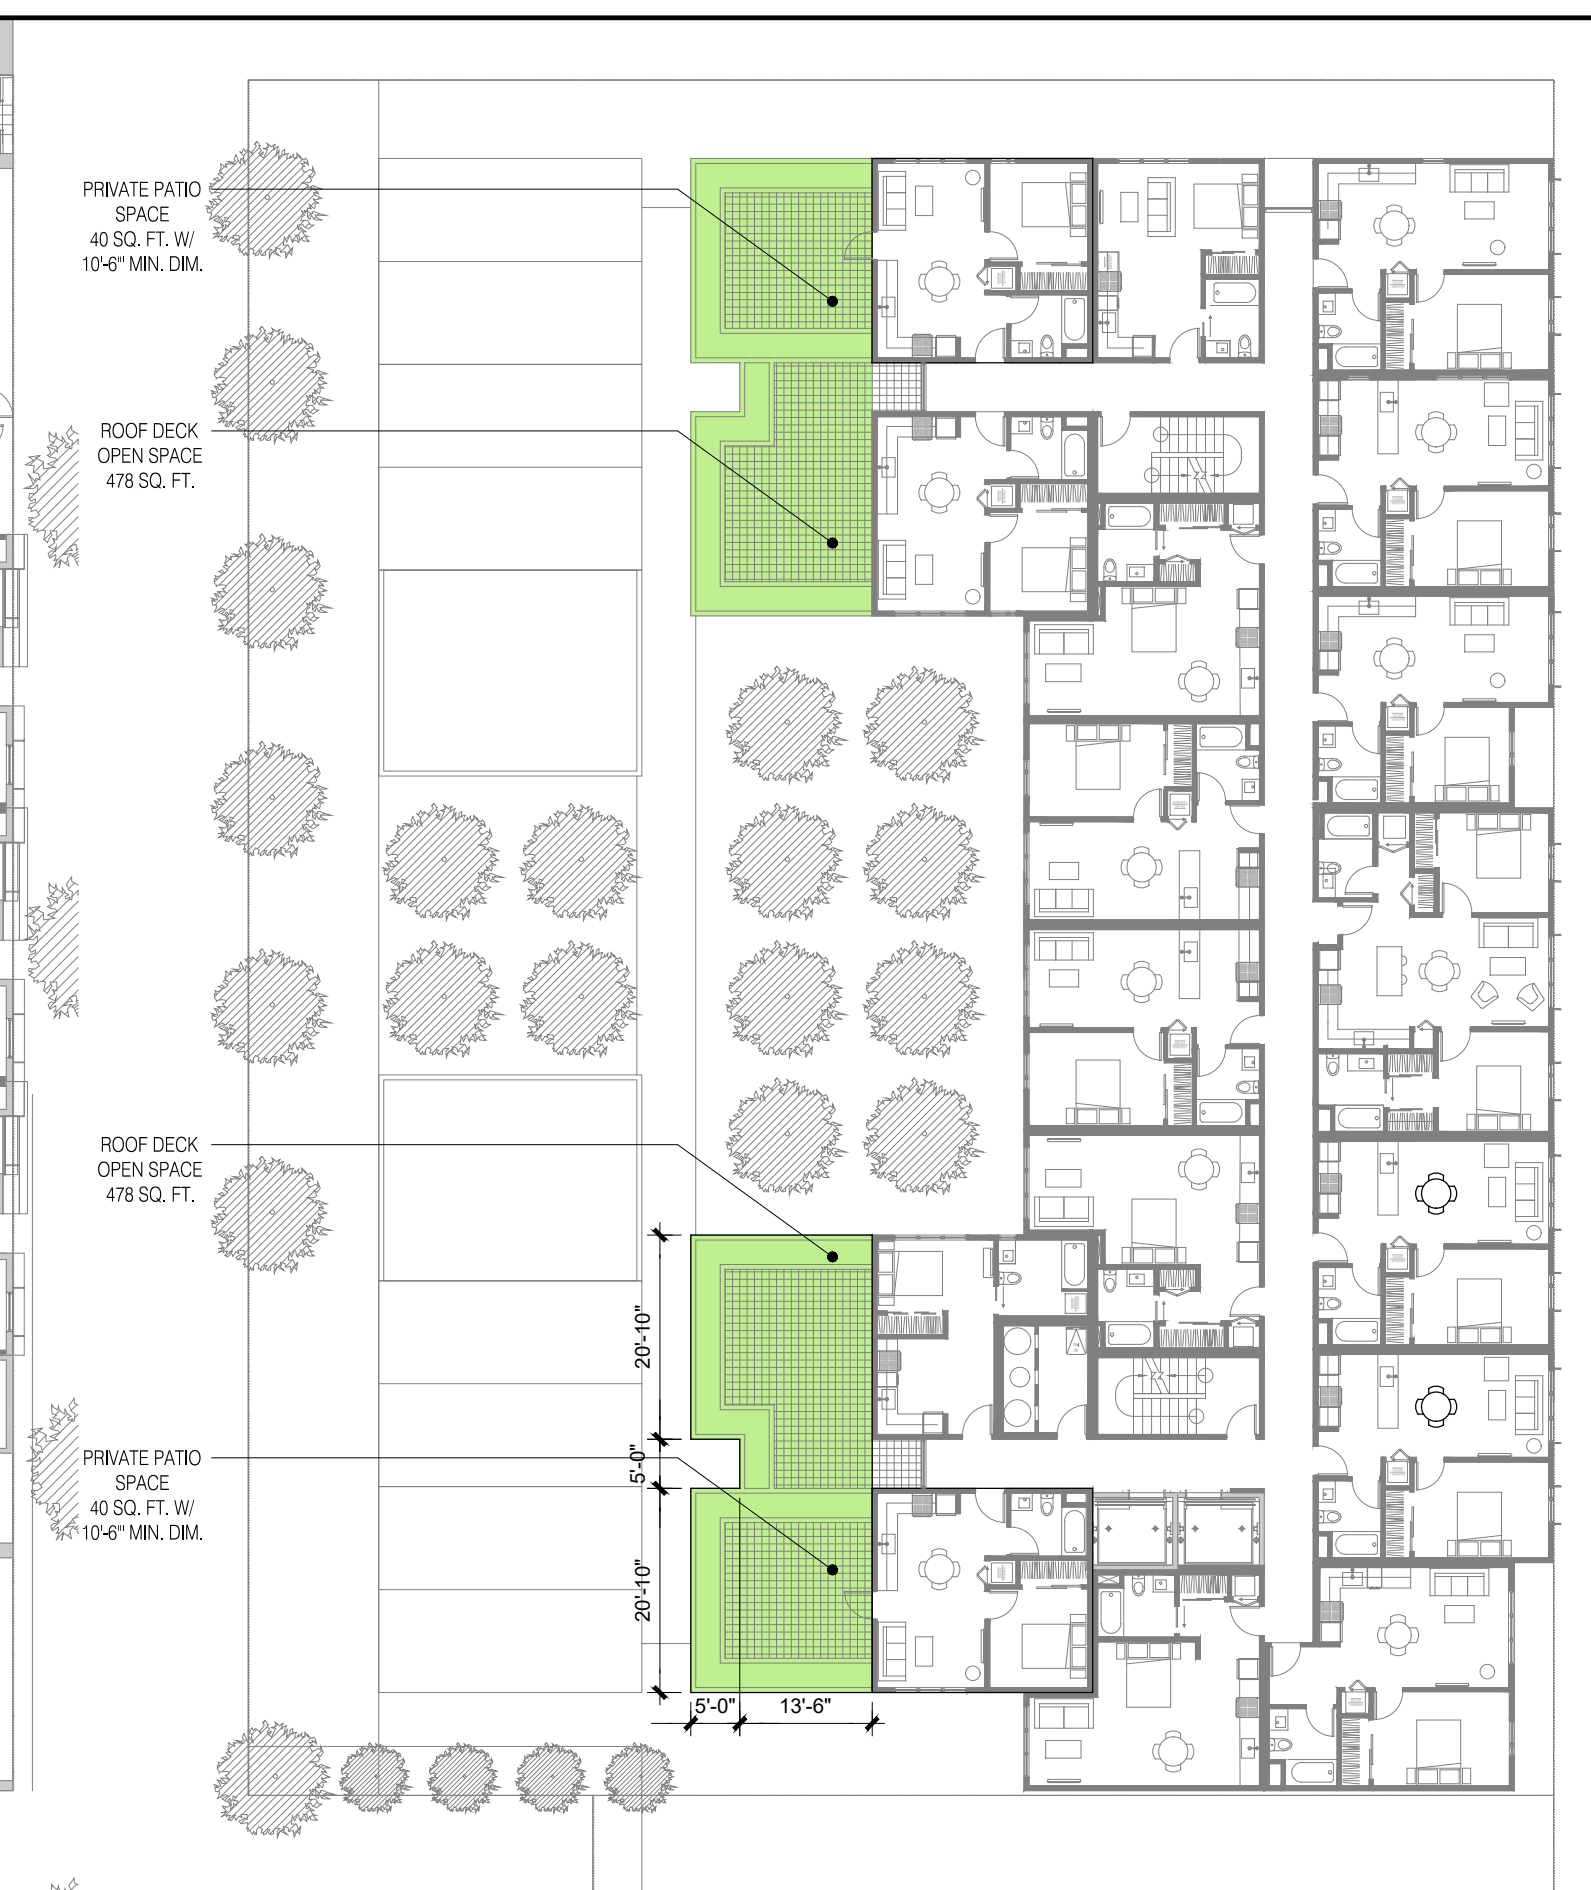 PRIVATE PATIO
SPACE
40 SQ. FT. W/
10'-6"' MIN. DIM.
ROOF DECK
OPEN SPACE
478 SQ. FT.
ROOF DECK
OPEN SPACE
478 SQ. FT.
20'-10"
5'-0"
PRIVATE PATIO
SPACE
40 SQ. FT. W/
10'-6"' MIN. DIM.
20'-10"
5'-0"
13'-6"